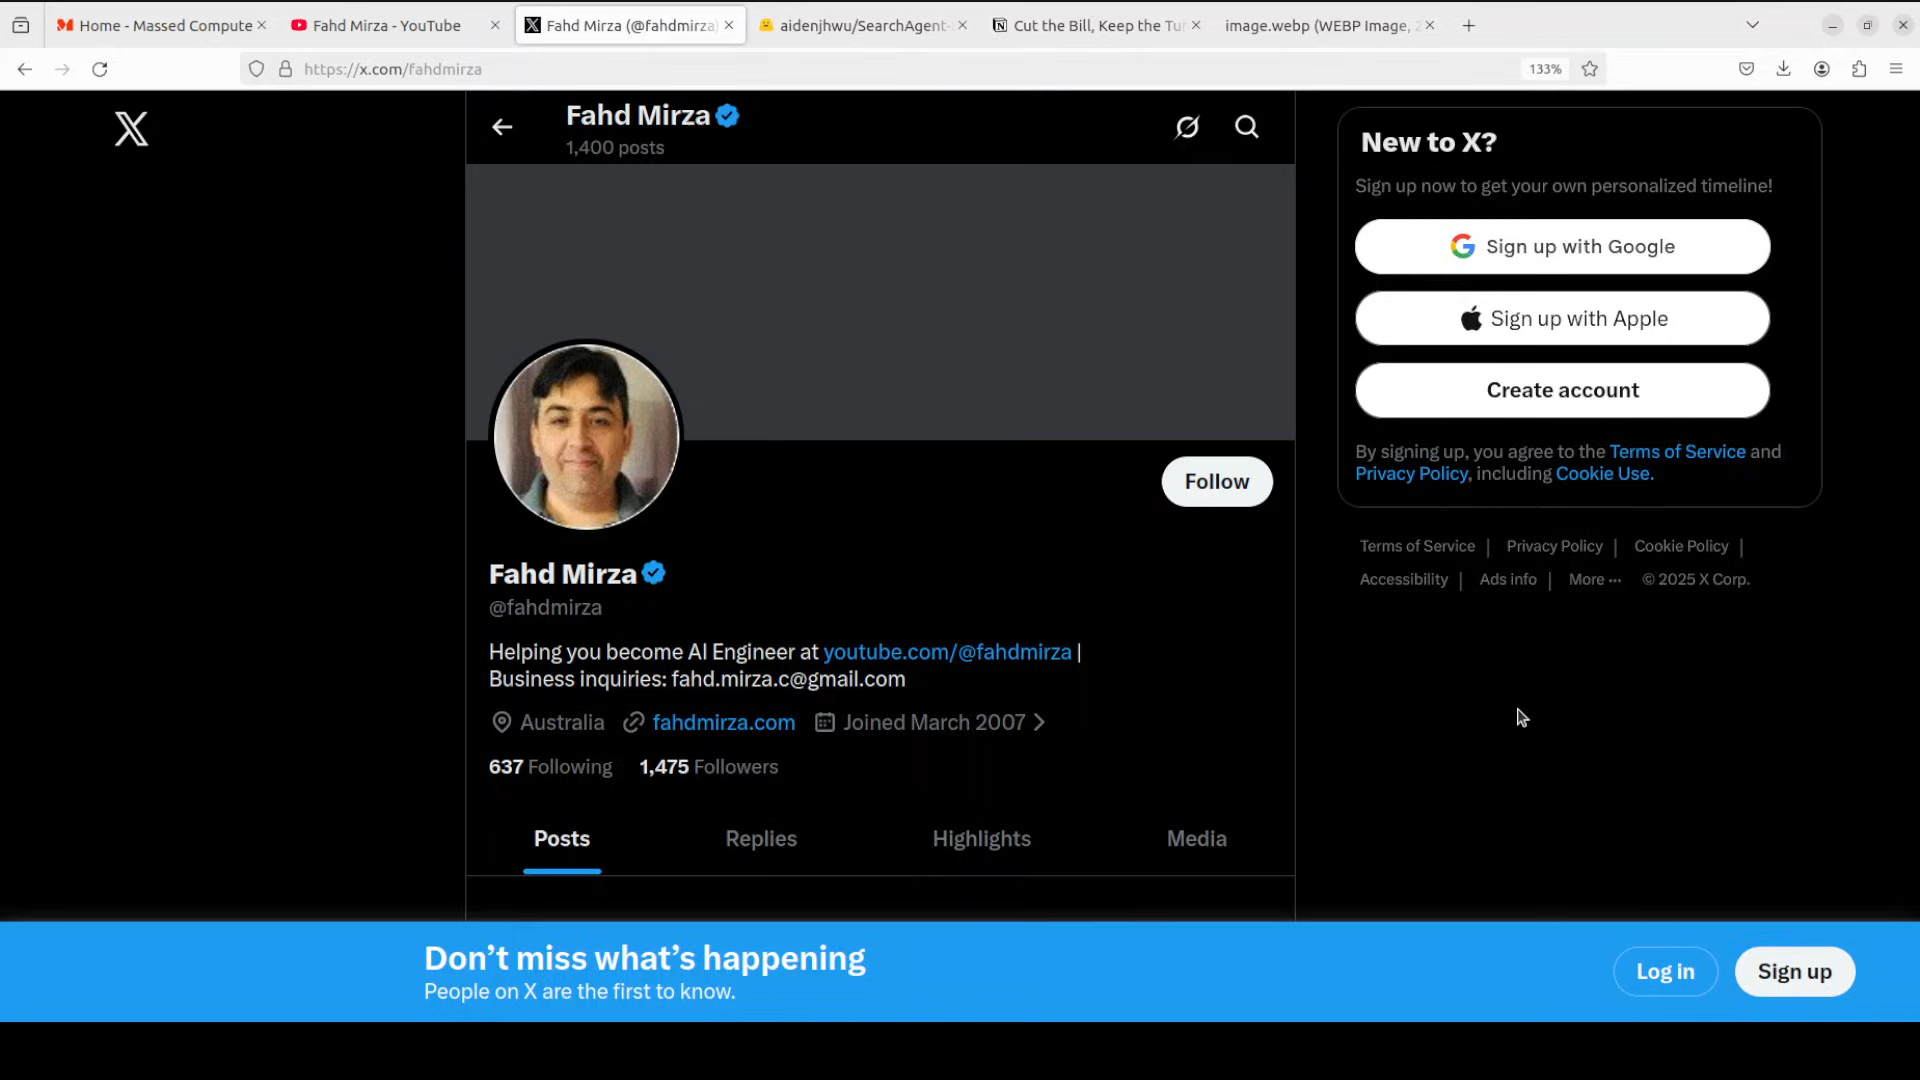 Home - Massed Compute
Fahd Mirza - YouTube
Fahd Mirza (@fahdmirza)
aidenjhwu/SearchAgent-
Cut the Bill, Keep the Tur
image.webp (WEBP Image, 2
https://x.com/fahdmirza
133%
Fahd Mirza
1,400 posts
New to X?
Sign up now to get your own personalized timeline!
Sign up with Google
Sign up with Apple
Create account
By signing up, you agree to the Terms of Service and
Privacy Policy, including Cookie Use.
Follow
Terms of Service | Privacy Policy | Cookie Policy |
Accessibility | Ads info | More ··· © 2025 X Corp.
Fahd Mirza
@fahdmirza
Helping you become AI Engineer at youtube.com/@fahdmirza |
Business inquiries: fahd.mirza.c@gmail.com
Australia fahdmirza.com Joined March 2007
637 Following 1,475 Followers
Posts Replies Highlights Media
Don’t miss what’s happening
People on X are the first to know.
Log in
Sign up